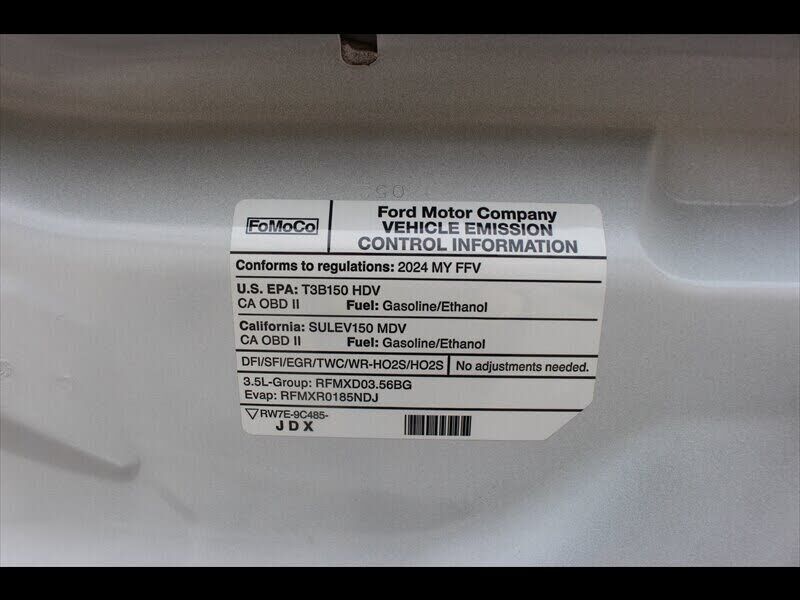 FoMoCo
Ford Motor Company
VEHICLE EMISSION
CONTROL INFORMATION
Conforms to regulations: 2024 MY FFV
U.S. EPA: T3B150 HDV
CA OBD II Fuel: Gasoline/Ethanol
California: SULEV150 MDV
CA OBD II Fuel: Gasoline/Ethanol
DFI/SFI/EGR/TWC/WR-HO2S/HO2S No adjustments needed.
3.5L-Group: RFMXD03.56BG
Evap: RFMXR0185NDJ
RW7E-9C485-
JDX